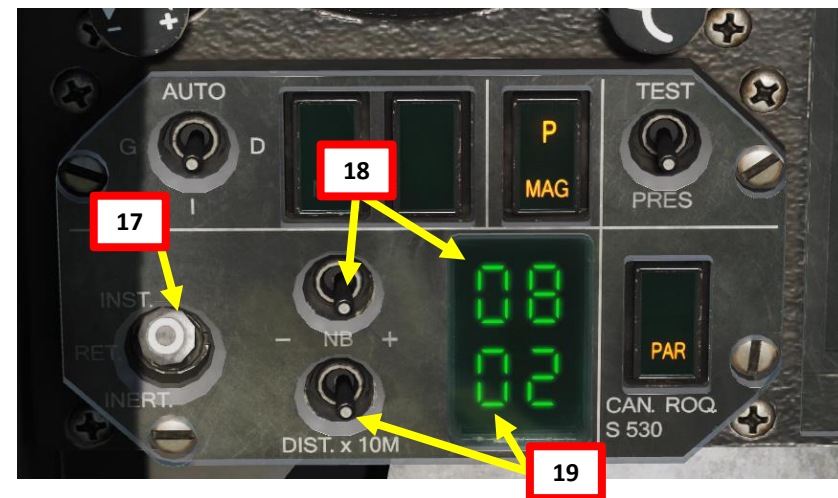 - +
AUTO
TEST
G D
P
MAG
18
I
PRES
17
08
INST.
- NB +
RET.
02
PAR
INERT.
DIST. x 10M
CAN. ROQ.
S 530
19